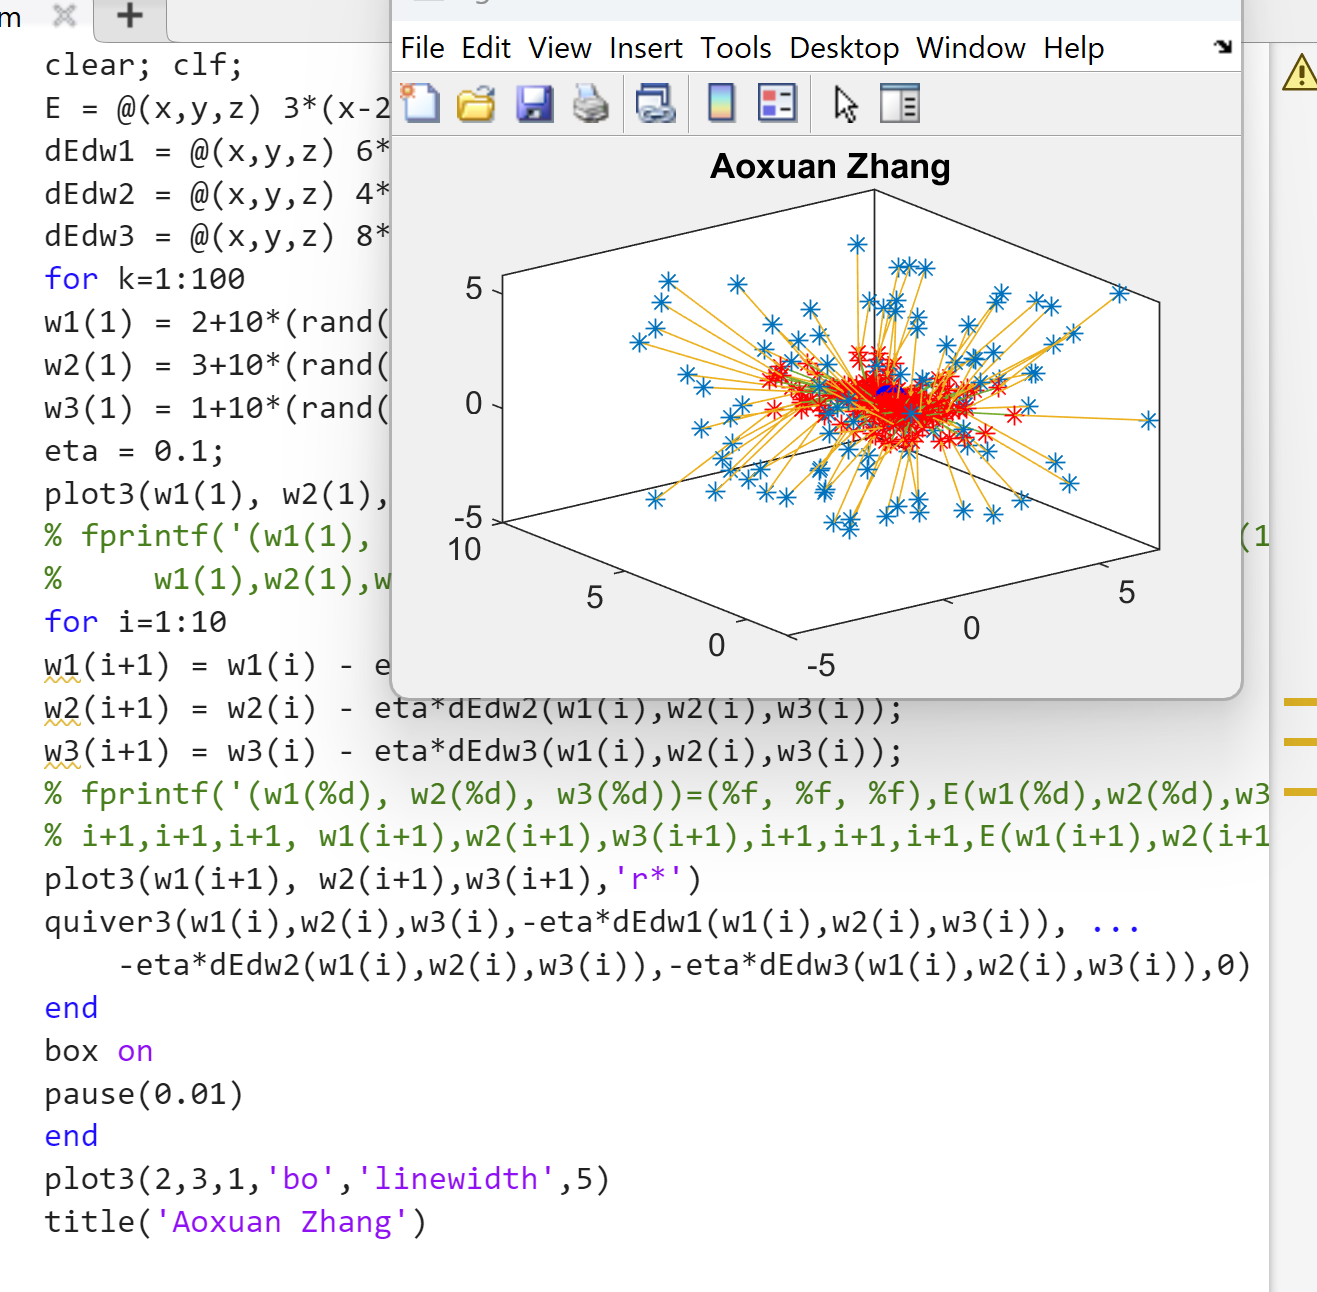 m
clear; clf;
E = @(x,y,z) 3*(x-2
dEdw1 = @(x,y,z) 6*
dEdw2 = @(x,y,z) 4*
dEdw3 = @(x,y,z) 8*
for k=1:100
w1(1) = 2+10*(rand(
w2(1) = 3+10*(rand(
w3(1) = 1+10*(rand(
eta = 0.1;
plot3(w1(1), w2(1),
% fprintf('(w1(1), (1
% w1(1),w2(1),w
for i=1:10
w1(i+1) = w1(i) - e
w2(i+1) = w2(i) - eta*dEdw2(w1(i),w2(i),w3(i));
w3(i+1) = w3(i) - eta*dEdw3(w1(i),w2(i),w3(i));
% fprintf('(w1(%d), w2(%d), w3(%d))=(%f, %f, %f),E(w1(%d),w2(%d),w3
% i+1,i+1,i+1, w1(i+1),w2(i+1),w3(i+1),i+1,i+1,i+1,E(w1(i+1),w2(i+1
plot3(w1(i+1), w2(i+1),w3(i+1),'r*')
quiver3(w1(i),w2(i),w3(i),-eta*dEdw1(w1(i),w2(i),w3(i)), ...
-eta*dEdw2(w1(i),w2(i),w3(i)),-eta*dEdw3(w1(i),w2(i),w3(i)),0)
end
box on
pause(0.01)
end
plot3(2,3,1,'bo','linewidth',5)
title('Aoxuan Zhang')
File Edit View Insert Tools Desktop Window Help
Aoxuan Zhang
5
0
-5
10
5
0
-5
0
5